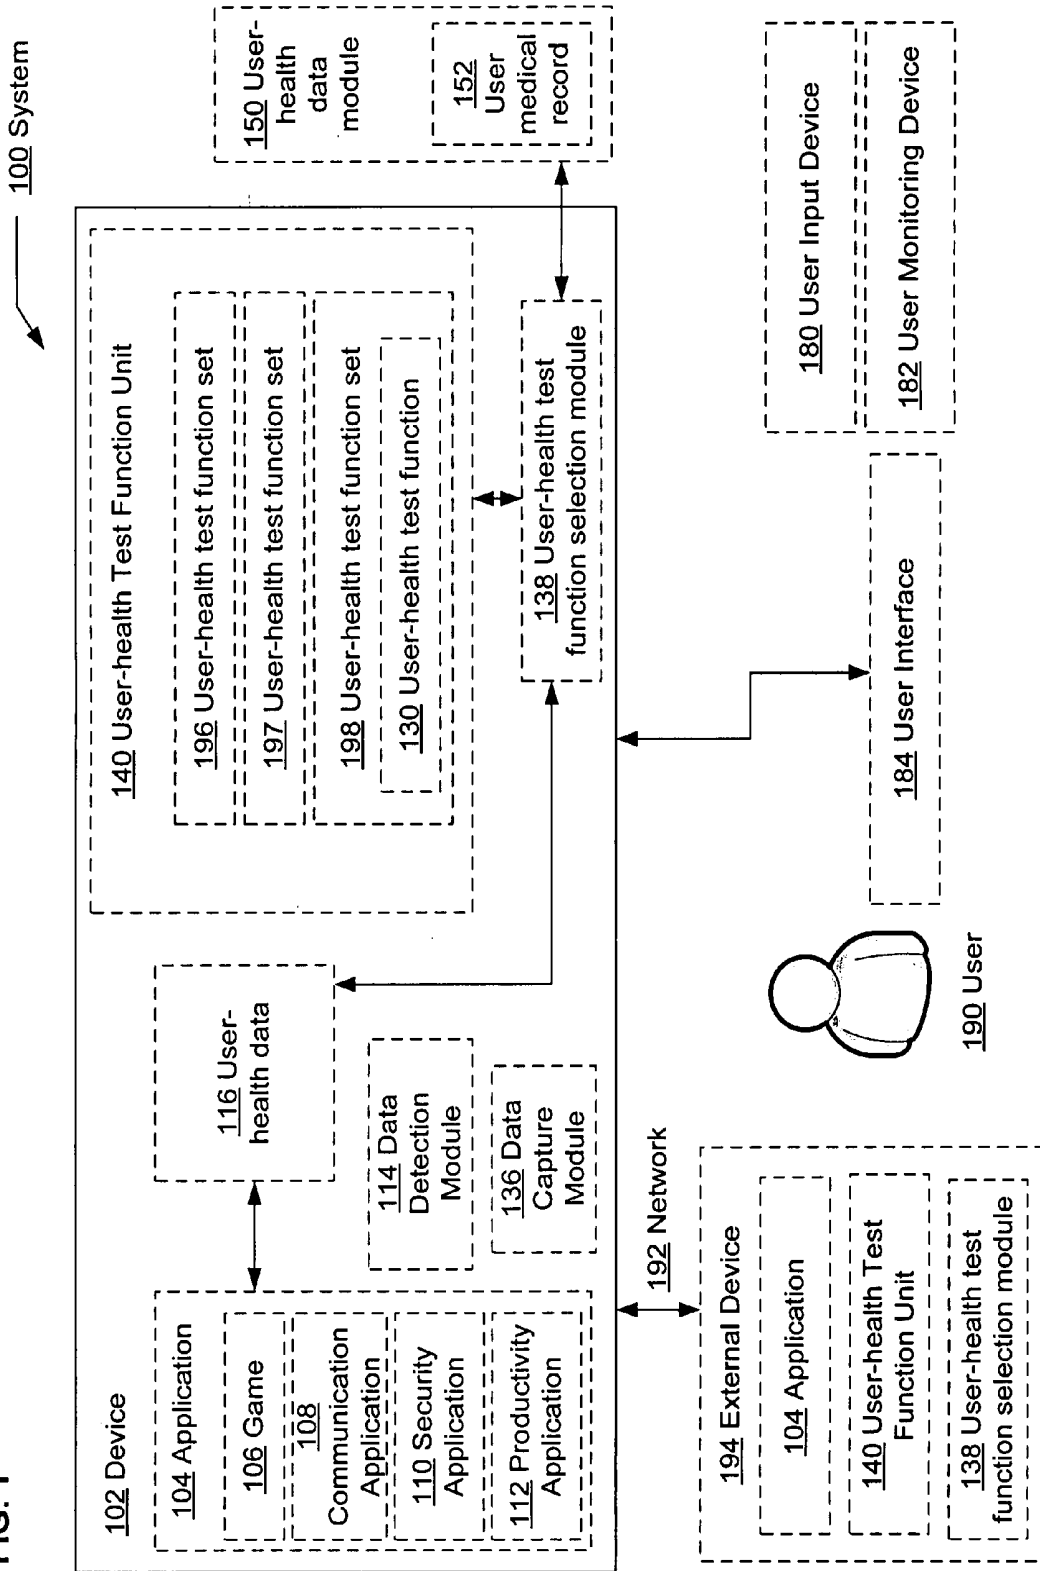 FIG. 1
100 System
102 Device
104 Application
106 Game
108
Communication
Application
110 Security
Application
112 Productivity
Application
116 User-
health data
114 Data
Detection
Module
136 Data
Capture
Module
140 User-health Test Function Unit
196 User-health test function set
197 User-health test function set
198 User-health test function set
130 User-health test function
138 User-health test
function selection module
150 User-
health
data
module
152
User
medical
record
192 Network
194 External Device
104 Application
140 User-health Test
Function Unit
138 User-health test
function selection module
190 User
184 User Interface
180 User Input Device
182 User Monitoring Device